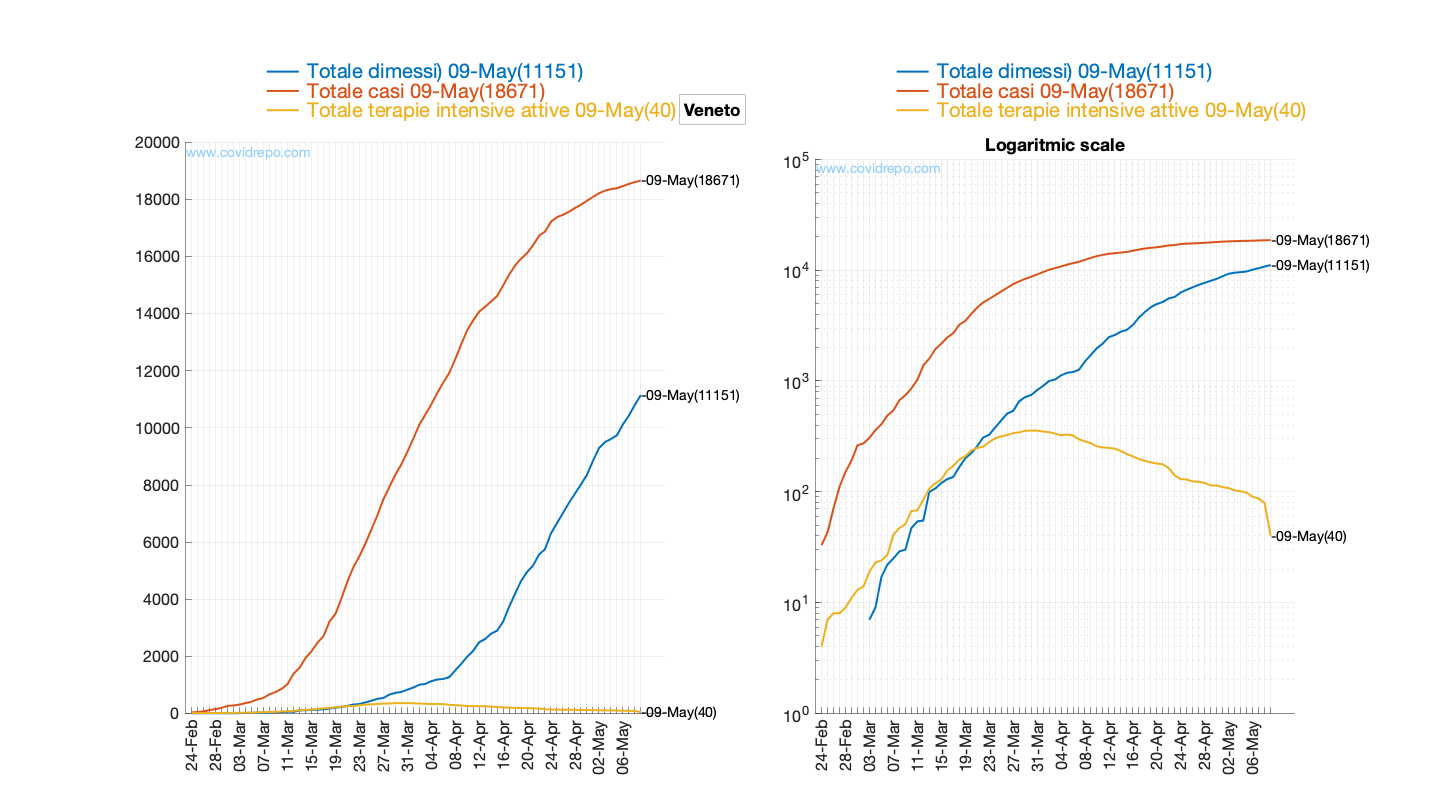 Totale dimessi) 09-May(11151)
Totale casi 09-May(18671)
Totale terapie intensive attive 09-May(40)
Veneto
www.covidrepo.com
20000
18000
16000
14000
12000
10000
8000
6000
4000
2000
0
-09-May(18671)
-09-May(11151)
-09-May(40)
24-Feb
28-Feb
03-Mar
07-Mar
11-Mar
15-Mar
19-Mar
23-Mar
27-Mar
31-Mar
04-Apr
08-Apr
12-Apr
16-Apr
20-Apr
24-Apr
28-Apr
02-May
06-May
Totale dimessi) 09-May(11151)
Totale casi 09-May(18671)
Totale terapie intensive attive 09-May(40)
Logaritmic scale
www.covidrepo.com
10^5
10^4
10^3
10^2
10^1
10^0
-09-May(18671)
-09-May(11151)
-09-May(40)
24-Feb
28-Feb
03-Mar
07-Mar
11-Mar
15-Mar
19-Mar
23-Mar
27-Mar
31-Mar
04-Apr
08-Apr
12-Apr
16-Apr
20-Apr
24-Apr
28-Apr
02-May
06-May